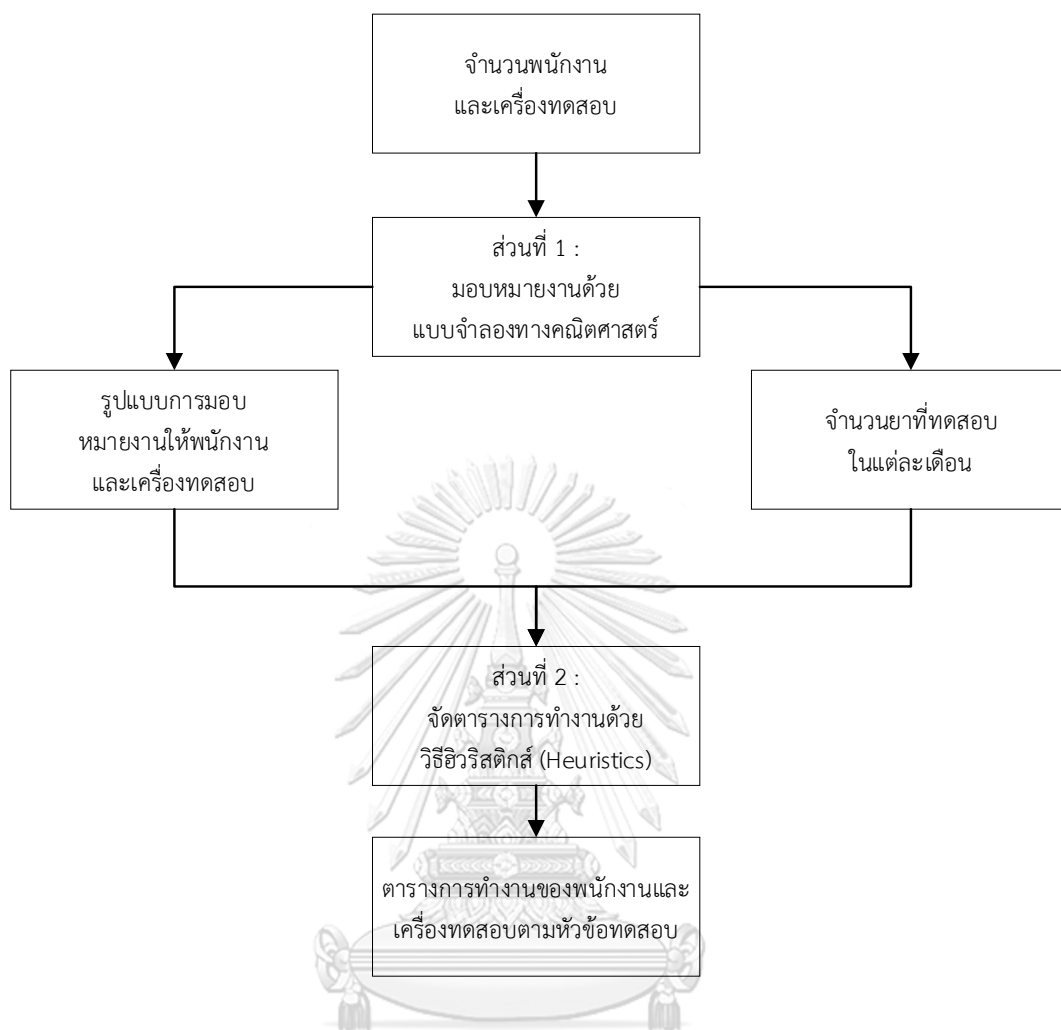 จำนวนพนักงาน
และเครื่องทดสอบ
ส่วนที่ 1 :
มอบหมายงานด้วย
แบบจำลองทางคณิตศาสตร์
รูปแบบการมอบ
หมายงานให้พนักงาน
และเครื่องทดสอบ
จำนวนยาที่ทดสอบ
ในแต่ละเดือน
ส่วนที่ 2 :
จัดตารางการทำงานด้วย
วิธีฮิวริสติกส์ (Heuristics)
ตารางการทำงานของพนักงานและ
เครื่องทดสอบตามหัวข้อทดสอบ